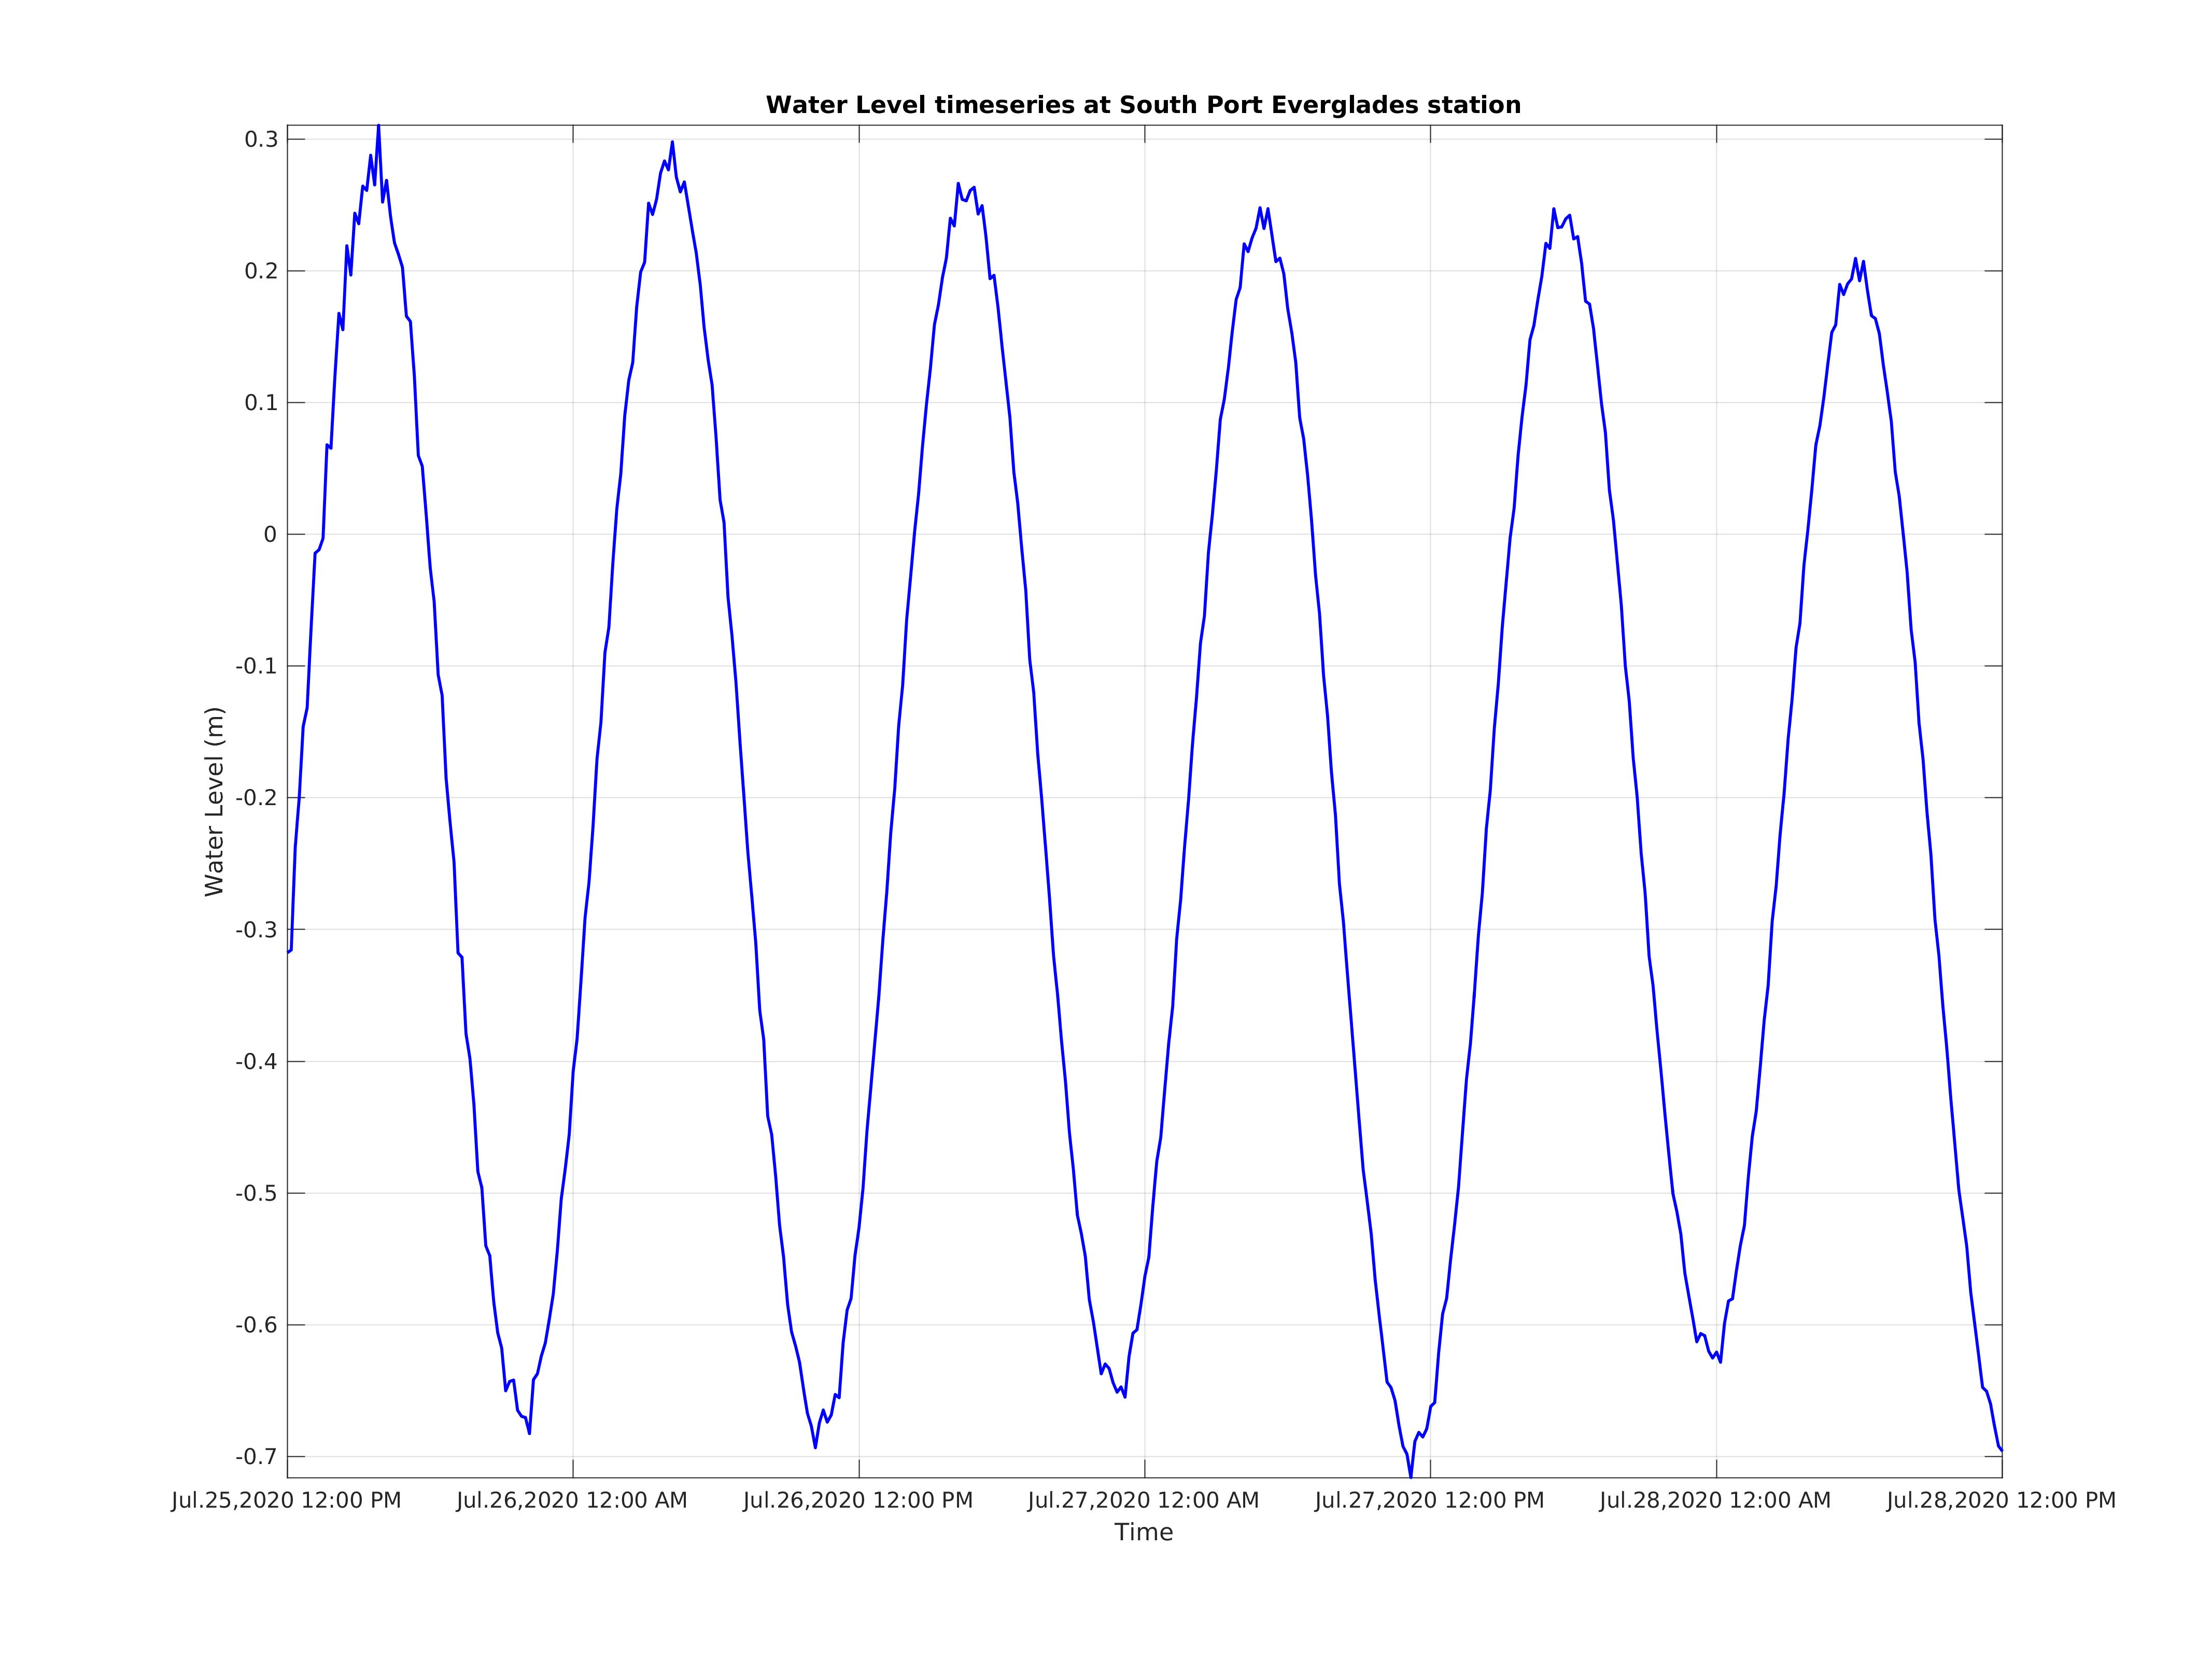 Water Level timeseries at South Port Everglades station
Water Level (m)
0.3
0.2
0.1
0
-0.1
-0.2
-0.3
-0.4
-0.5
-0.6
-0.7
Jul.25,2020 12:00 PM Jul.26,2020 12:00 AM Jul.26,2020 12:00 PM Jul.27,2020 12:00 AM Jul.27,2020 12:00 PM Jul.28,2020 12:00 AM Jul.28,2020 12:00 PM
Time